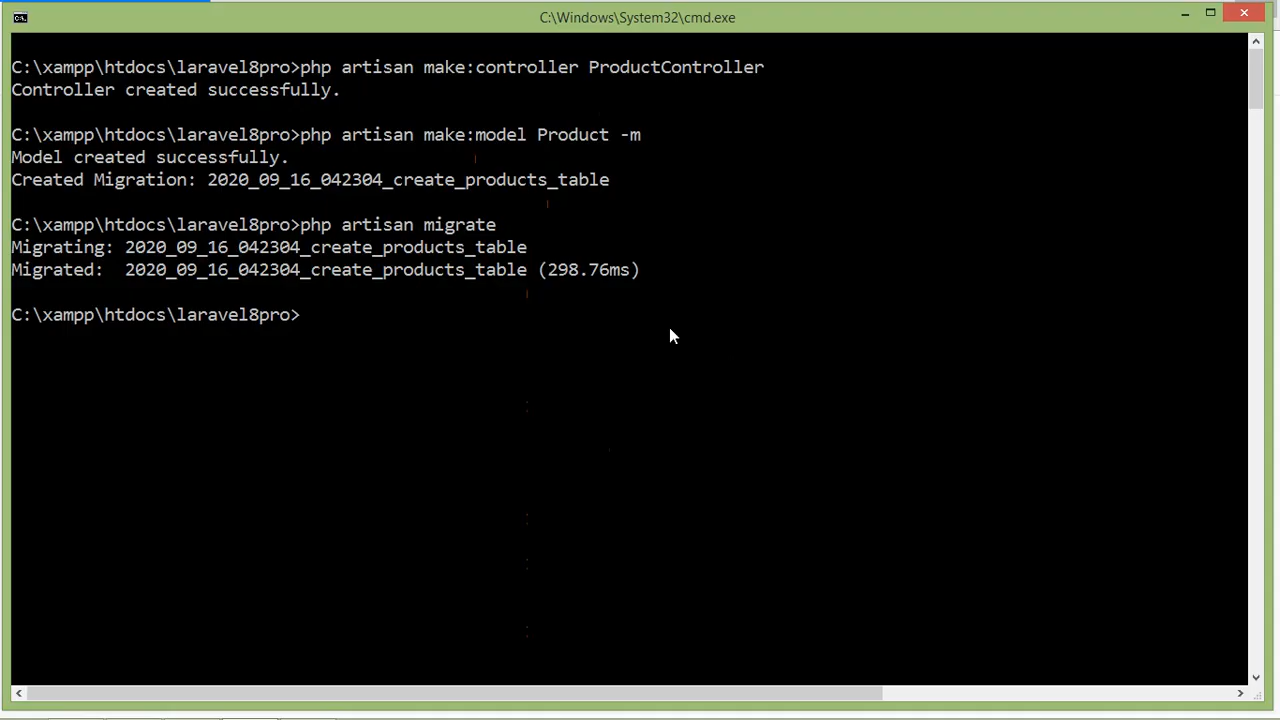 C:\Windows\System32\cmd.exe
C:\xampp\htdocs\laravel8pro>php artisan make:controller ProductController
Controller created successfully.
C:\xampp\htdocs\laravel8pro>php artisan make:model Product -m
Model created successfully.
Created Migration: 2020_09_16_042304_create_products_table
C:\xampp\htdocs\laravel8pro>php artisan migrate
Migrating: 2020_09_16_042304_create_products_table
Migrated:  2020_09_16_042304_create_products_table (298.76ms)
C:\xampp\htdocs\laravel8pro>